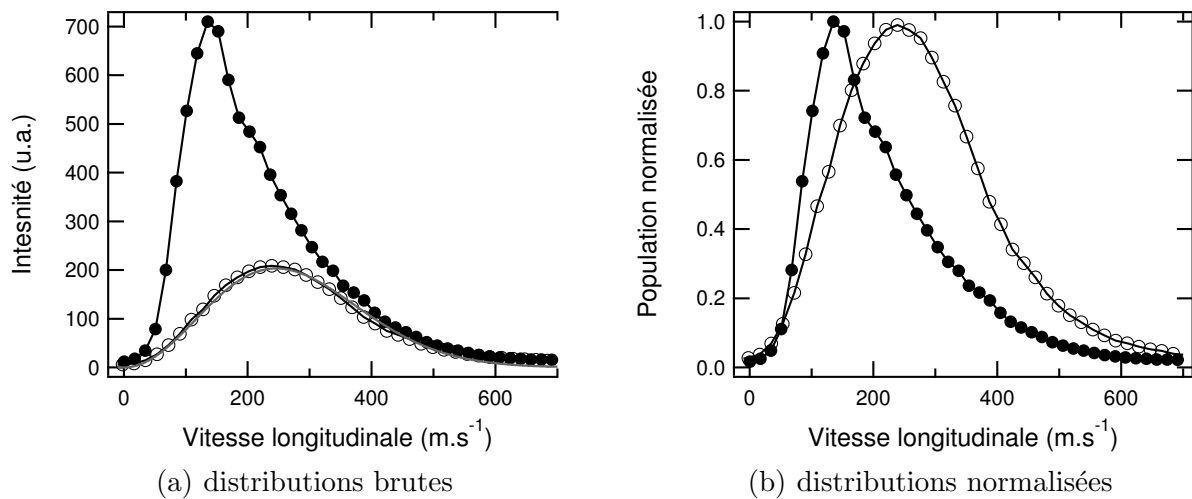 700
600
500
400
300
200
100
0
Intesnité (u.a.)
0 200 400 600
Vitesse longitudinale (m.s-1)
(a) distributions brutes
1.0
0.8
0.6
0.4
0.2
0.0
Population normalisée
0 200 400 600
Vitesse longitudinale (m.s-1)
(b) distributions normalisées